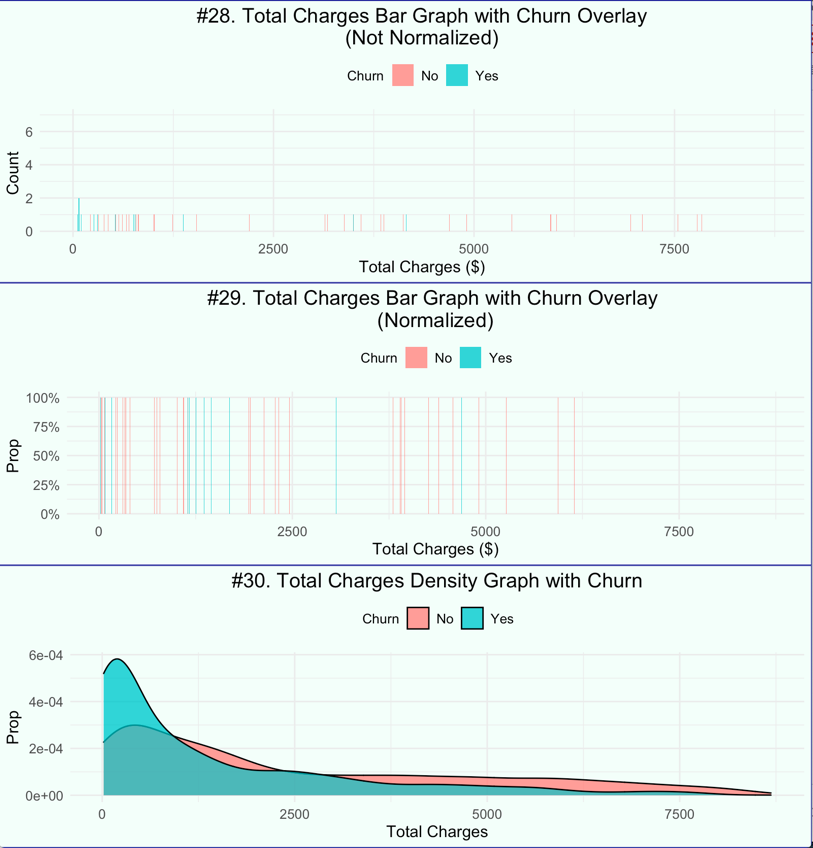 #28. Total Charges Bar Graph with Churn Overlay
(Not Normalized)
Churn No Yes
6
4
2
0
Count
0 2500 5000 7500
Total Charges ($)
#29. Total Charges Bar Graph with Churn Overlay
(Normalized)
Churn No Yes
100%
75%
50%
25%
0%
Prop
0 2500 5000 7500
Total Charges ($)
#30. Total Charges Density Graph with Churn
Churn No Yes
6e-04
4e-04
2e-04
0e+00
Prop
0 2500 5000 7500
Total Charges